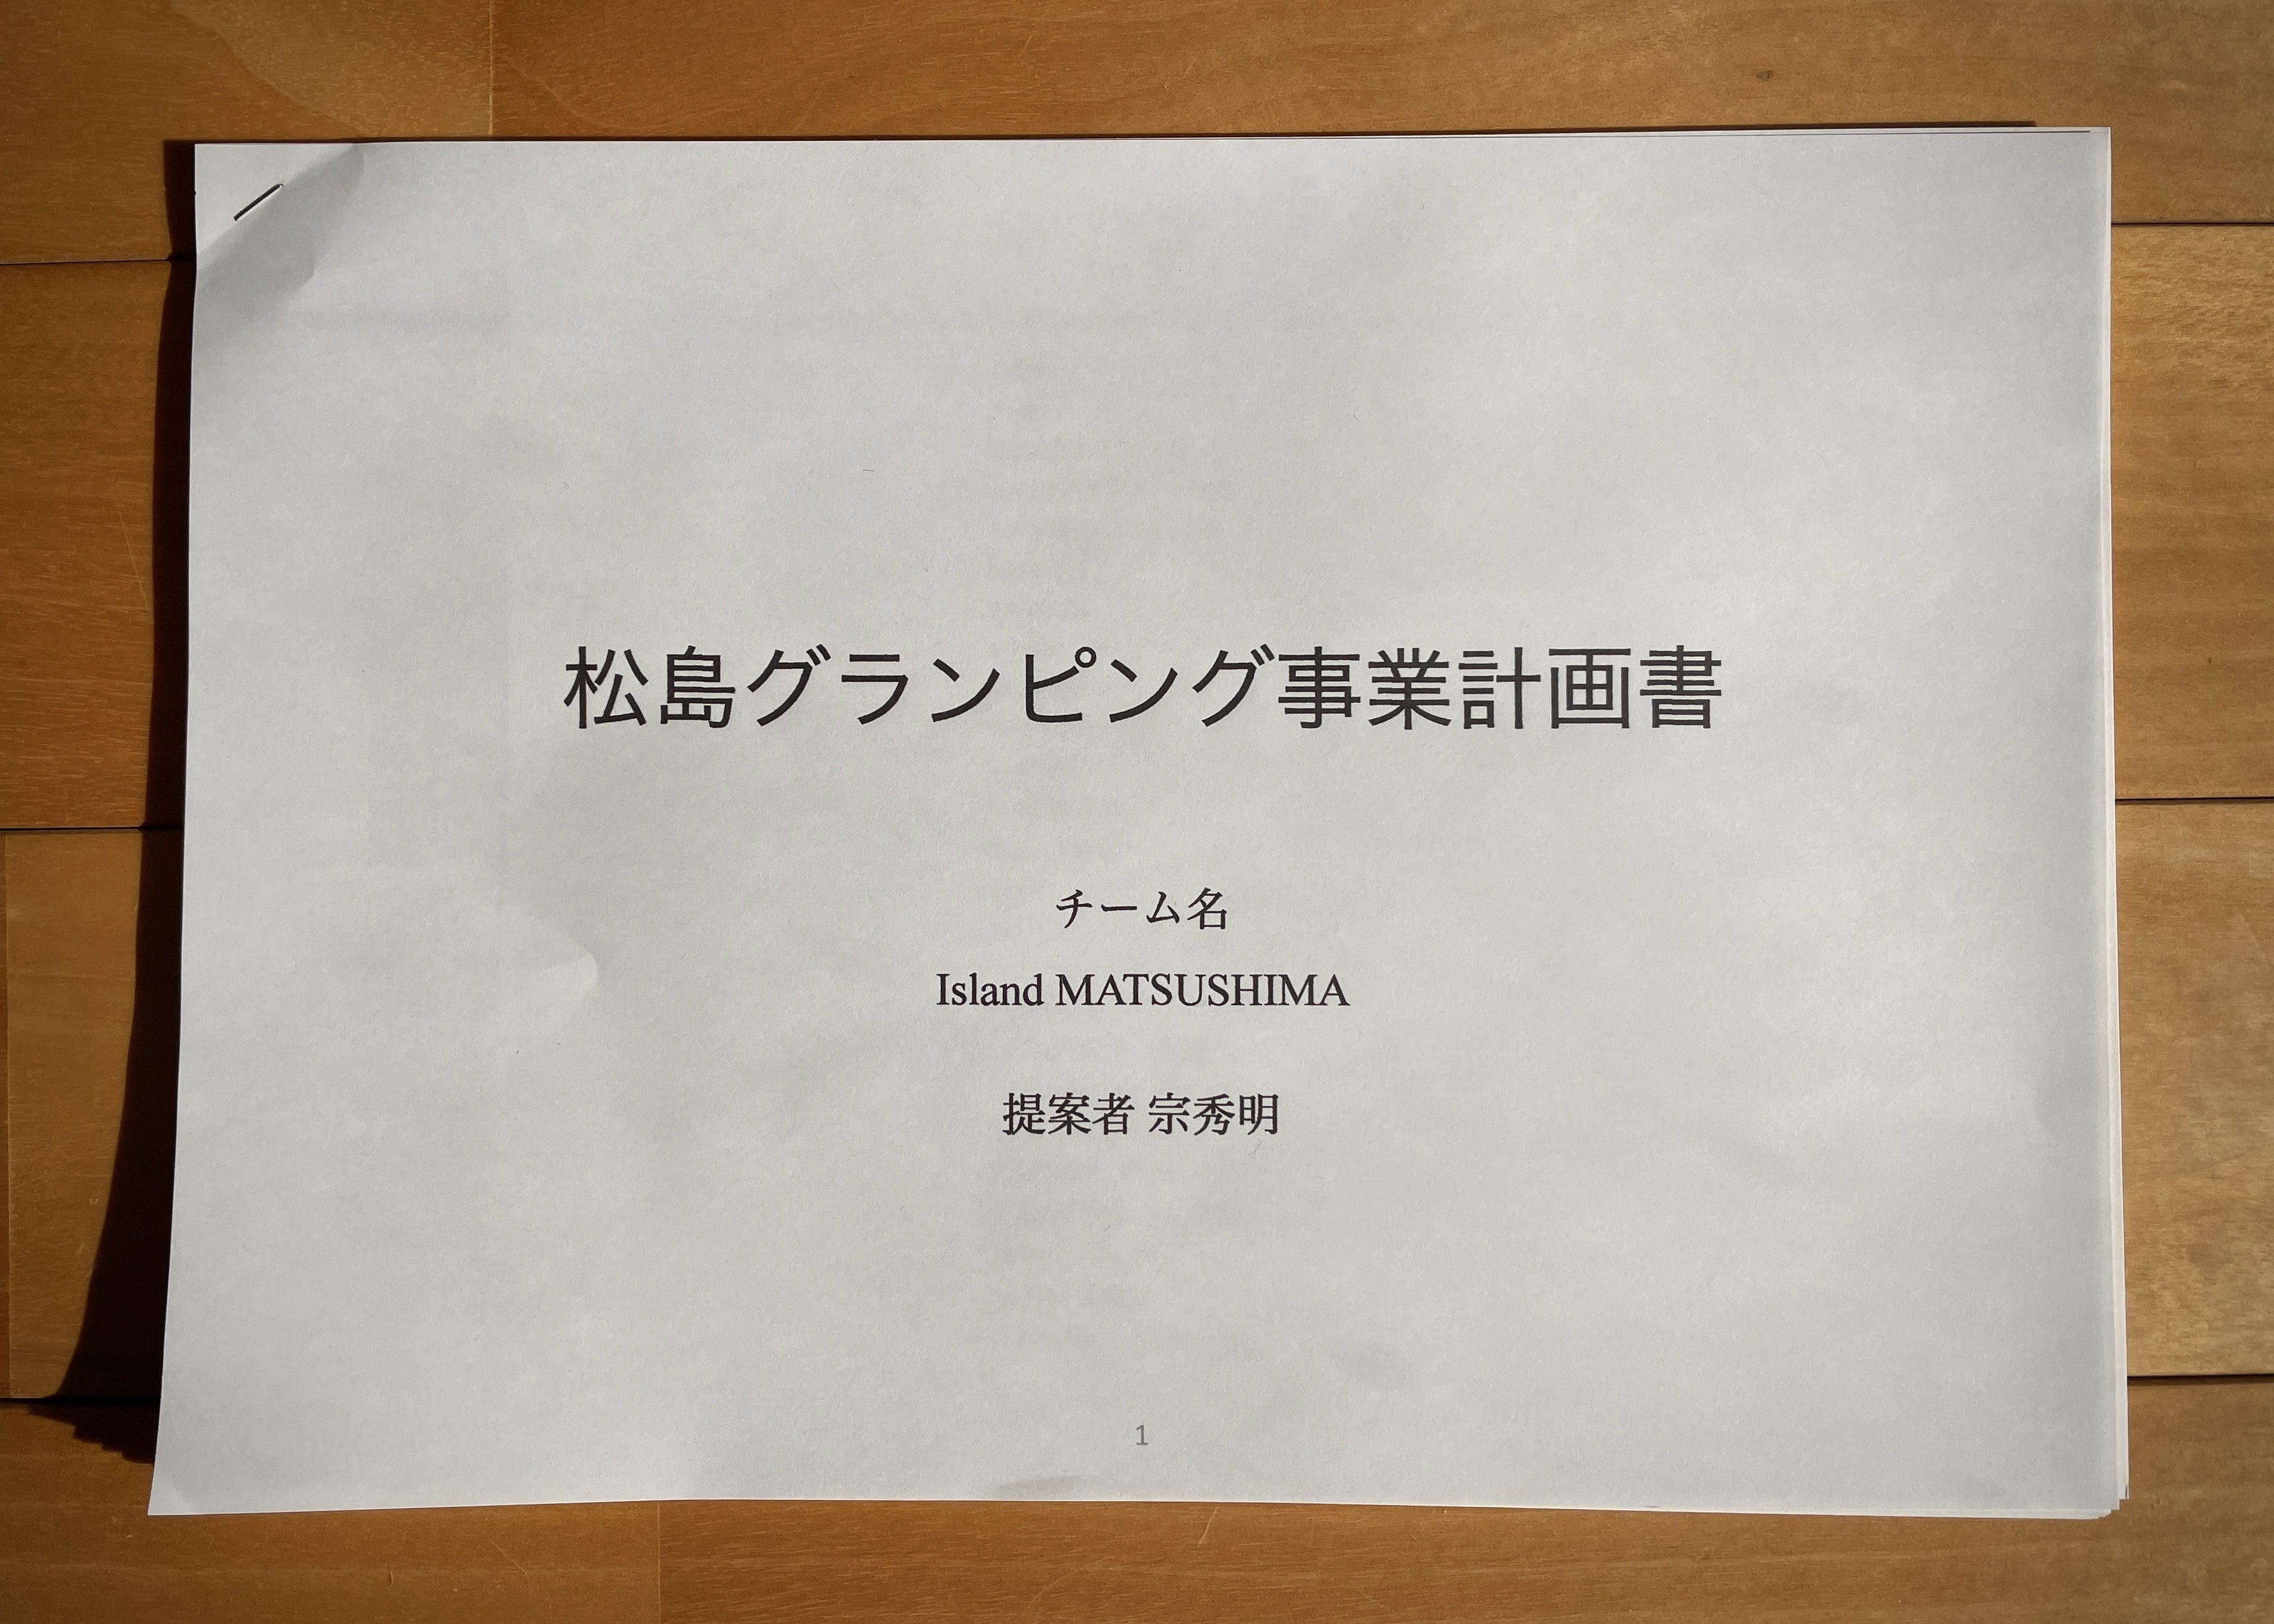 松島グランピング事業計画書
チーム名
Island MATSUSHIMA
提案者 宗秀明
1